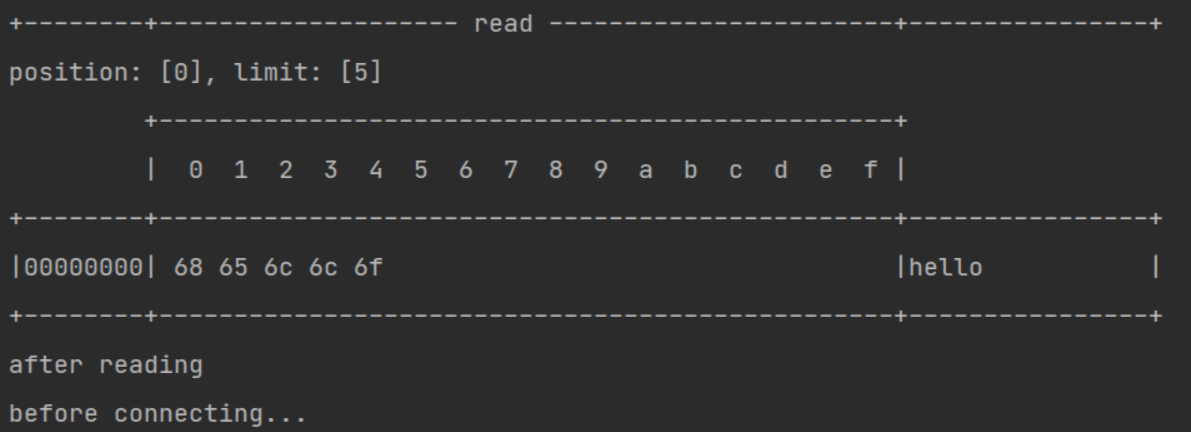 +--------+-------------------- read -----------------------+----------------+
position: [0], limit: [5]
         +-------------------------------------------------+
         |  0  1  2  3  4  5  6  7  8  9  a  b  c  d  e  f |
+--------+-------------------------------------------------+----------------+
|00000000| 68 65 6c 6c 6f                                  |hello           |
+--------+-------------------------------------------------+----------------+
after reading
before connecting...